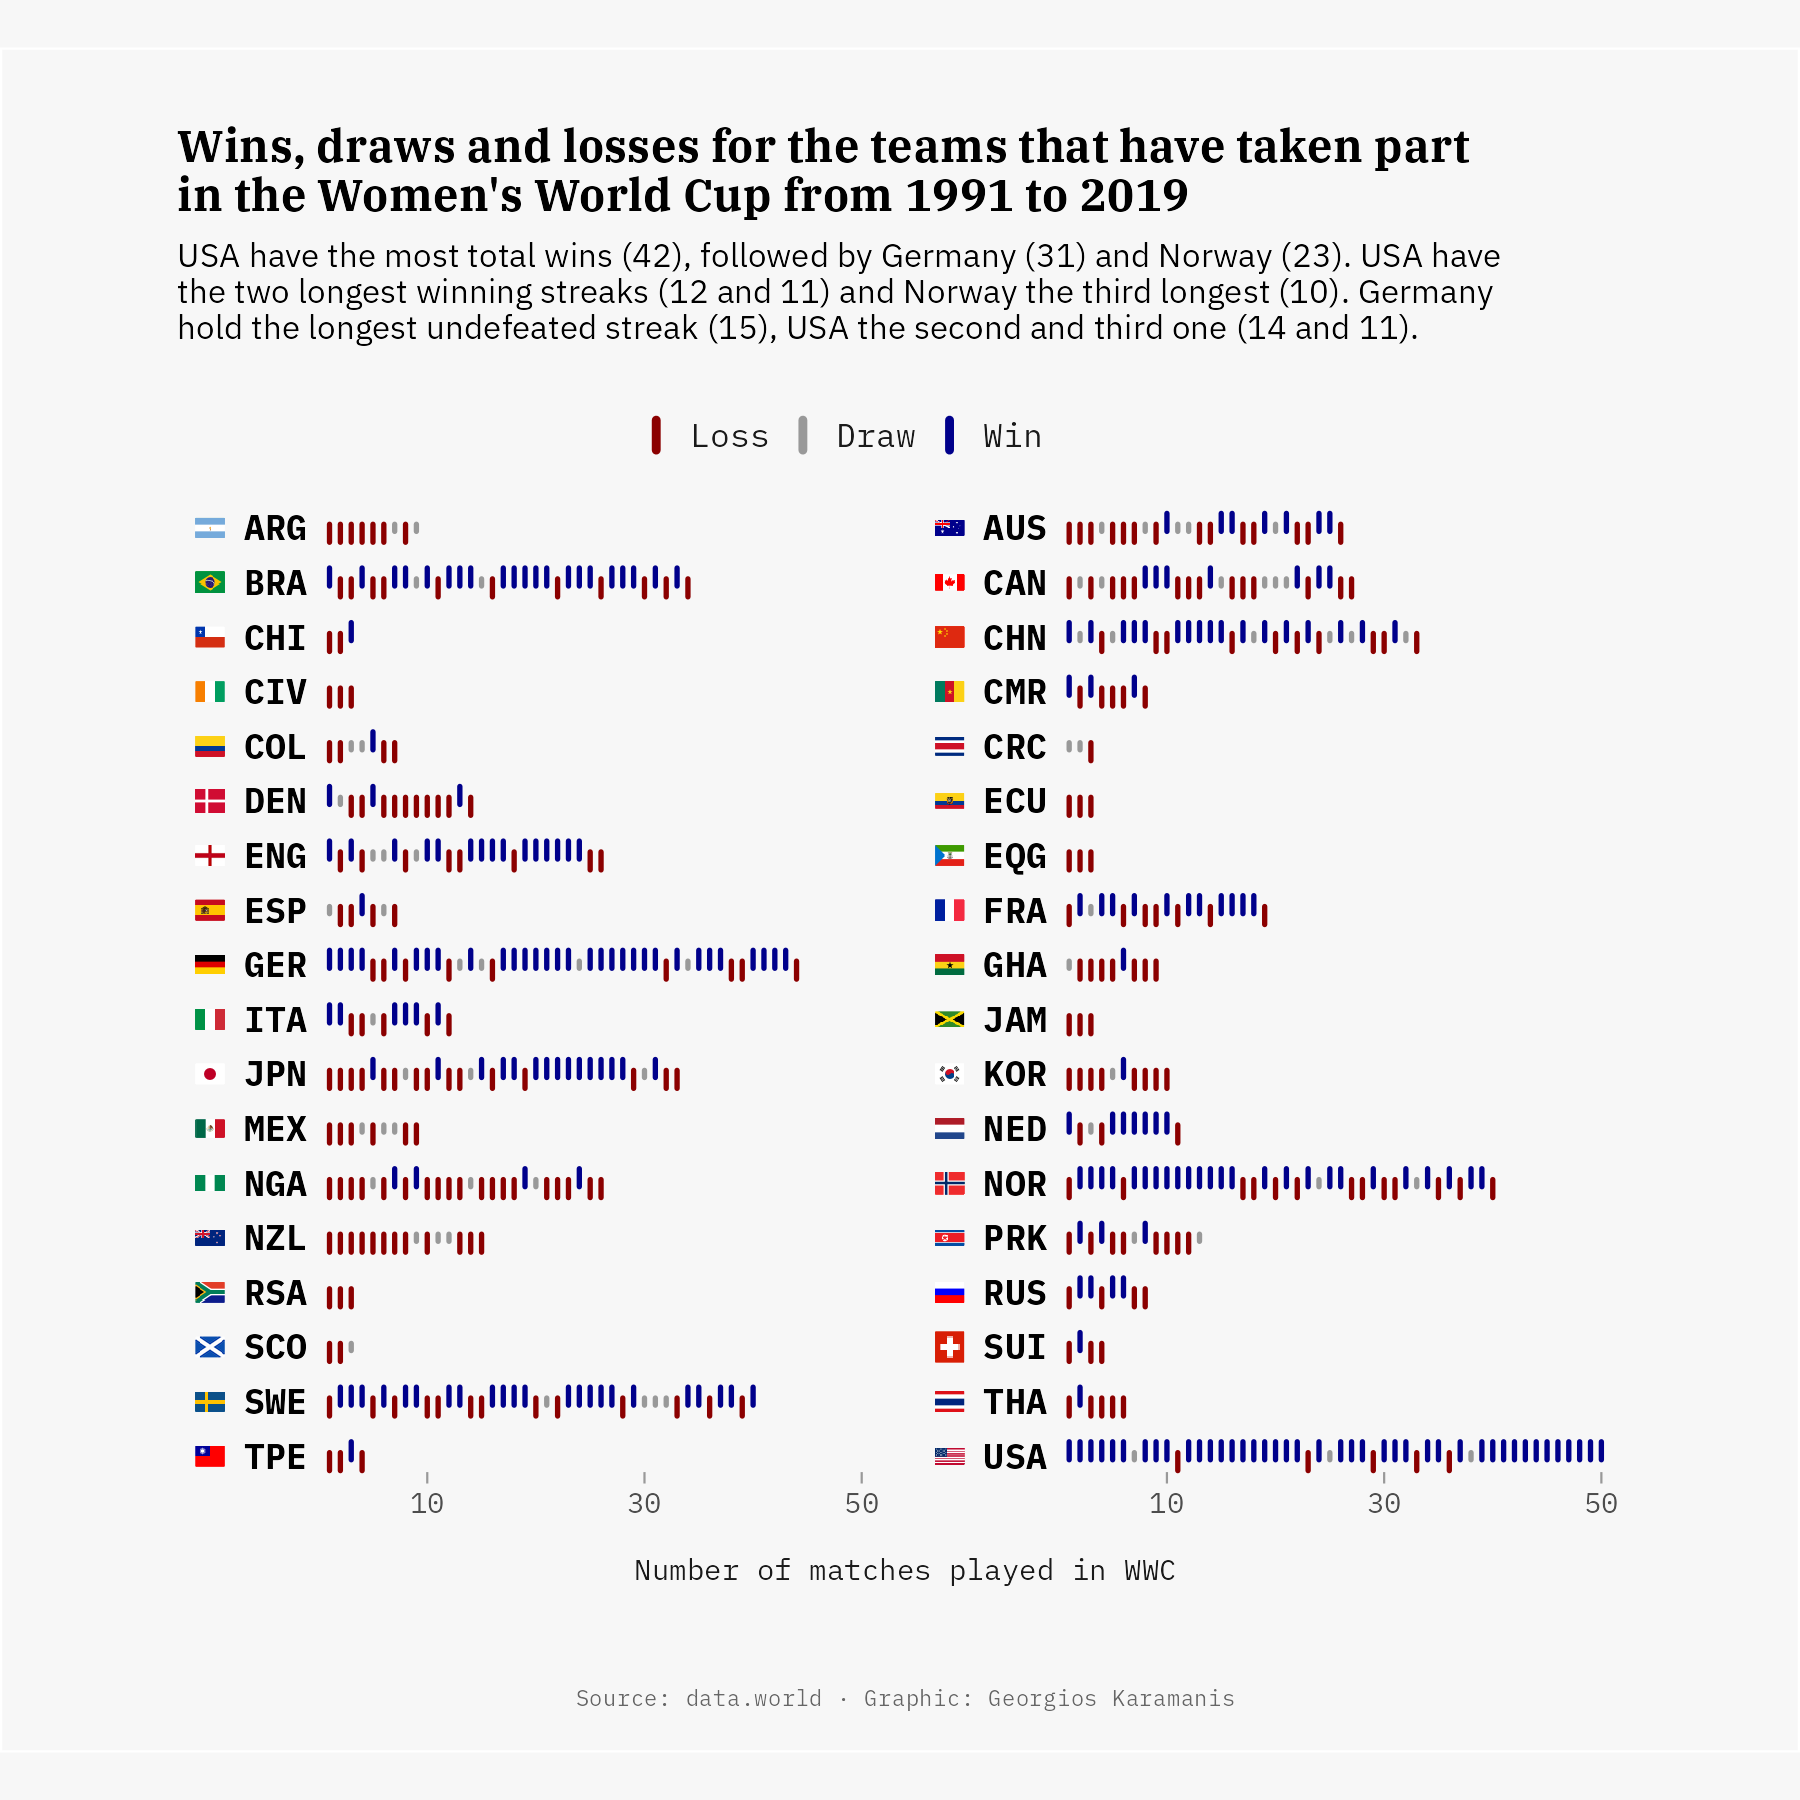 Wins, draws and losses for the teams that have taken part
in the Women's World Cup from 1991 to 2019
USA have the most total wins (42), followed by Germany (31) and Norway (23). USA have
the two longest winning streaks (12 and 11) and Norway the third longest (10). Germany
hold the longest undefeated streak (15), USA the second and third one (14 and 11).
Loss Draw Win
ARG
BRA
CHI
CIV
COL
DEN
ENG
ESP
GER
ITA
JPN
MEX
NGA
NZL
RSA
SCO
SWE
TPE
10 30 50
AUS
CAN
CHN
CMR
CRC
ECU
EQG
FRA
GHA
JAM
KOR
NED
NOR
PRK
RUS
SUI
THA
USA
10 30 50
Number of matches played in WWC
Source: data.world · Graphic: Georgios Karamanis